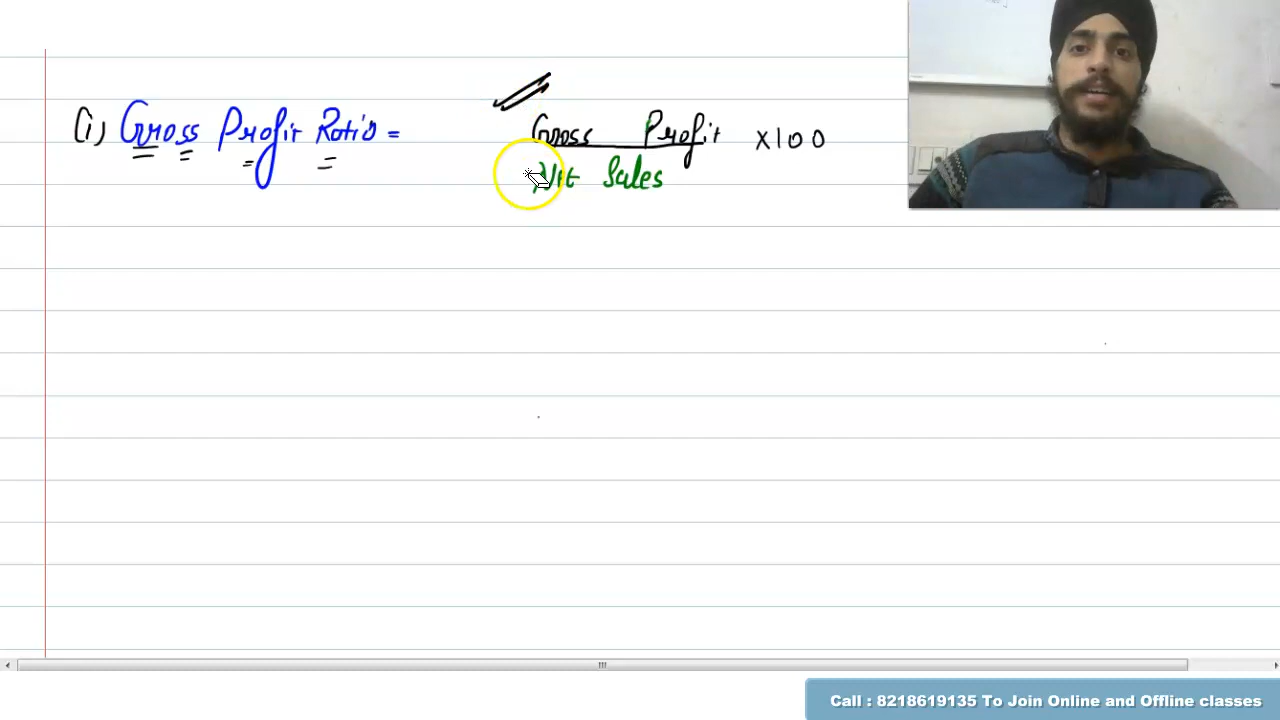 (i) Gross Profit Ratio = Gross Profit x100
Net Sales
Call : 8218619135 To Join Online and Offline classes